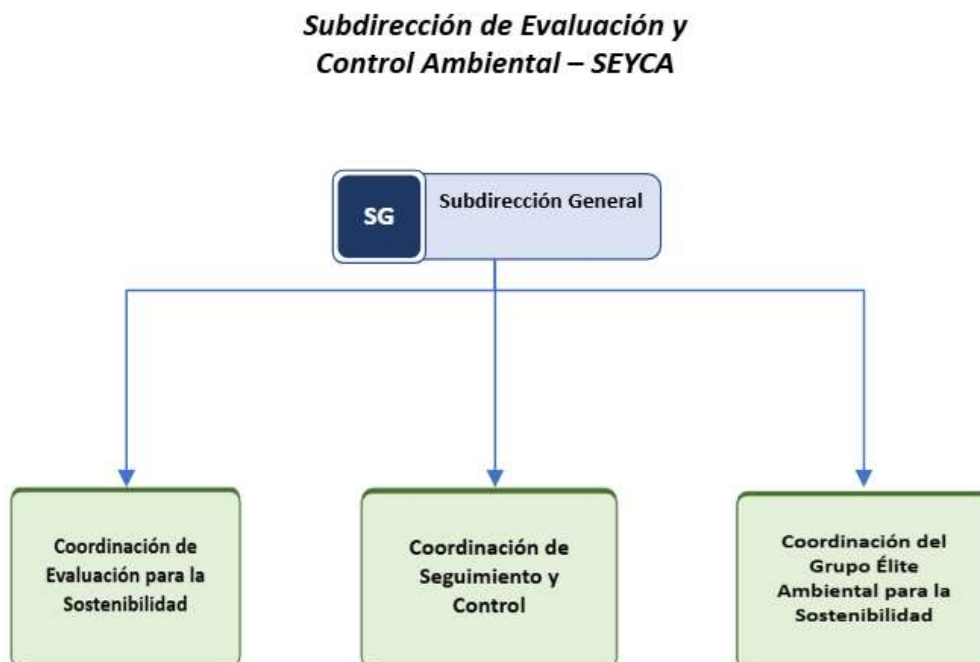 Subdirección de Evaluación y
Control Ambiental – SEYCA
SG
Subdirección General
Coordinación de
Evaluación para la
Sostenibilidad
Coordinación de
Seguimiento y
Control
Coordinación del
Grupo Élite
Ambiental para la
Sostenibilidad